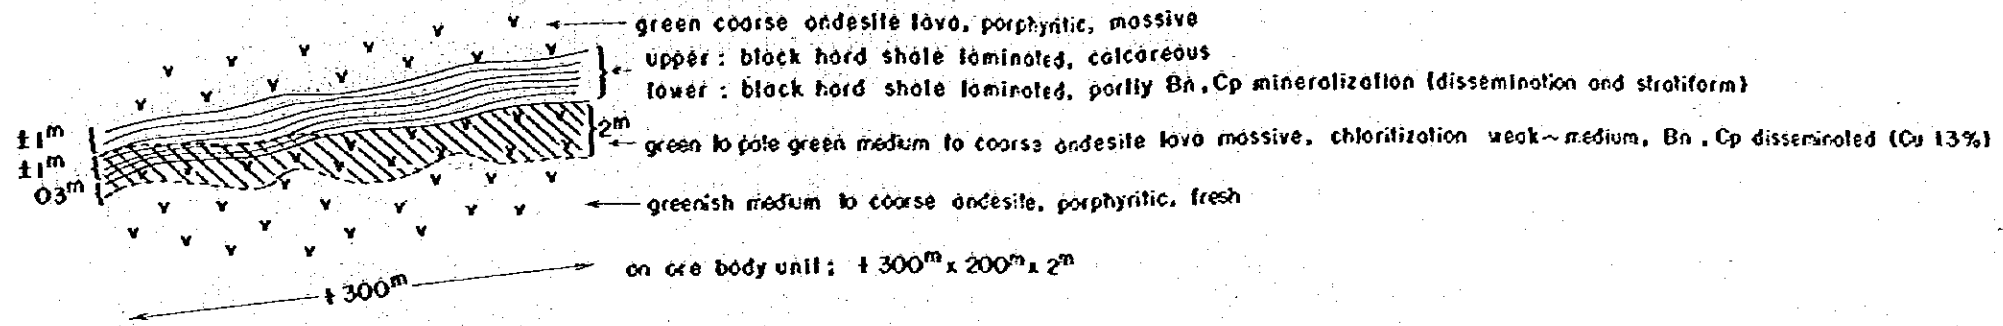 green coarse andesite lava, porphyritic, massive
upper : black hard shale laminated, calcareous
lower : black hard shale laminated, partly Bn, Cp mineralization (dissemination and stratiform)
±1m
2m
green to pale green medium to coarse andesite lava massive, chloritization weak~medium, Bn, Cp disseminated (Cu 13%)
±1m
03m
greenish medium to coarse andesite, porphyritic, fresh
on ore body unit; ±300m x 200m x 2m
±300m